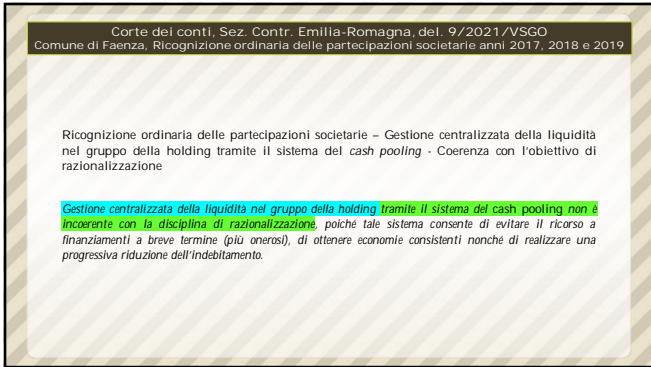 Corte dei conti, Sez. Contr. Emilia-Romagna, del. 9/2021/VSGO
Comune di Faenza, Ricognizione ordinaria delle partecipazioni societarie anni 2017, 2018 e 2019
Ricognizione ordinaria delle partecipazioni societarie – Gestione centralizzata della liquidità
nel gruppo della holding tramite il sistema del cash pooling - Coerenza con l'obiettivo di
razionalizzazione
Gestione centralizzata della liquidità nel gruppo della holding tramite il sistema del cash pooling non è
incoerente con la disciplina di razionalizzazione, poiché tale sistema consente di evitare il ricorso a
finanziamenti a breve termine (più onerosi), di ottenere economie consistenti nonché di realizzare una
progressiva riduzione dell'indebitamento.